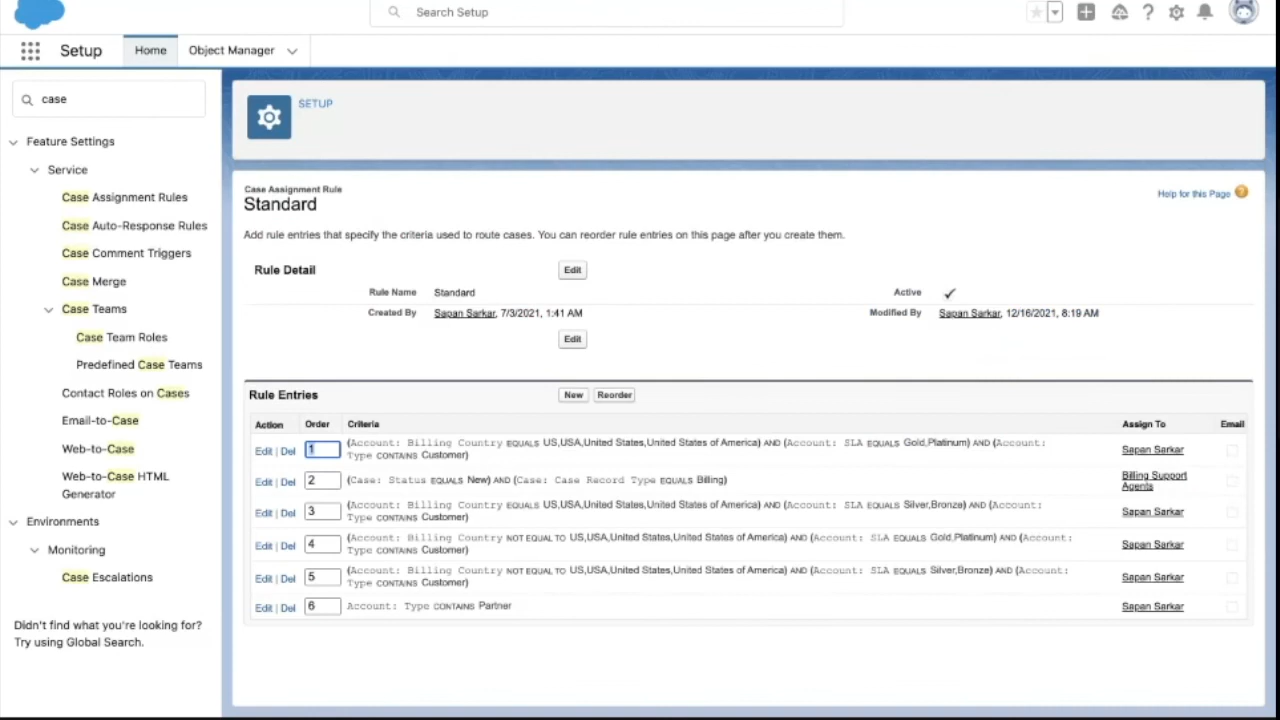 Search Setup
Setup
Home
Object Manager
case
SETUP
Feature Settings
Service
Case Assignment Rules
Case Auto-Response Rules
Case Comment Triggers
Case Merge
Case Teams
Case Team Roles
Predefined Case Teams
Contact Roles on Cases
Email-to-Case
Web-to-Case
Web-to-Case HTML
Generator
Environments
Monitoring
Case Escalations
Didn't find what you're looking for?
Try using Global Search.
Case Assignment Rule
Standard
Help for this Page
Add rule entries that specify the criteria used to route cases. You can reorder rule entries on this page after you create them.
Rule Detail
Edit
Rule Name Standard Active
Created By Sapan Sarkar, 7/3/2021, 1:41 AM Modified By Sapan Sarkar, 12/16/2021, 8:19 AM
Edit
Rule Entries New Reorder
Action Order Criteria Assign To Email
Edit | Del 1 (Account: Billing Country EQUALS US,USA,United States,United States of America) AND (Account: SLA EQUALS Gold,Platinum) AND (Account: Sapan Sarkar
Type CONTAINS Customer)
Edit | Del 2 (Case: Status EQUALS New) AND (Case: Case Record Type EQUALS Billing) Billing Support
Agents
Edit | Del 3 (Account: Billing Country EQUALS US,USA,United States,United States of America) AND (Account: SLA EQUALS Silver,Bronze) AND (Account: Sapan Sarkar
Type CONTAINS Customer)
Edit | Del 4 (Account: Billing Country NOT EQUAL TO US,USA,United States,United States of America) AND (Account: SLA EQUALS Gold,Platinum) AND (Account: Sapan Sarkar
Type CONTAINS Customer)
Edit | Del 5 (Account: Billing Country NOT EQUAL TO US,USA,United States,United States of America) AND (Account: SLA EQUALS Silver,Bronze) AND (Account: Sapan Sarkar
Type CONTAINS Customer)
Edit | Del 6 Account: Type CONTAINS Partner Sapan Sarkar